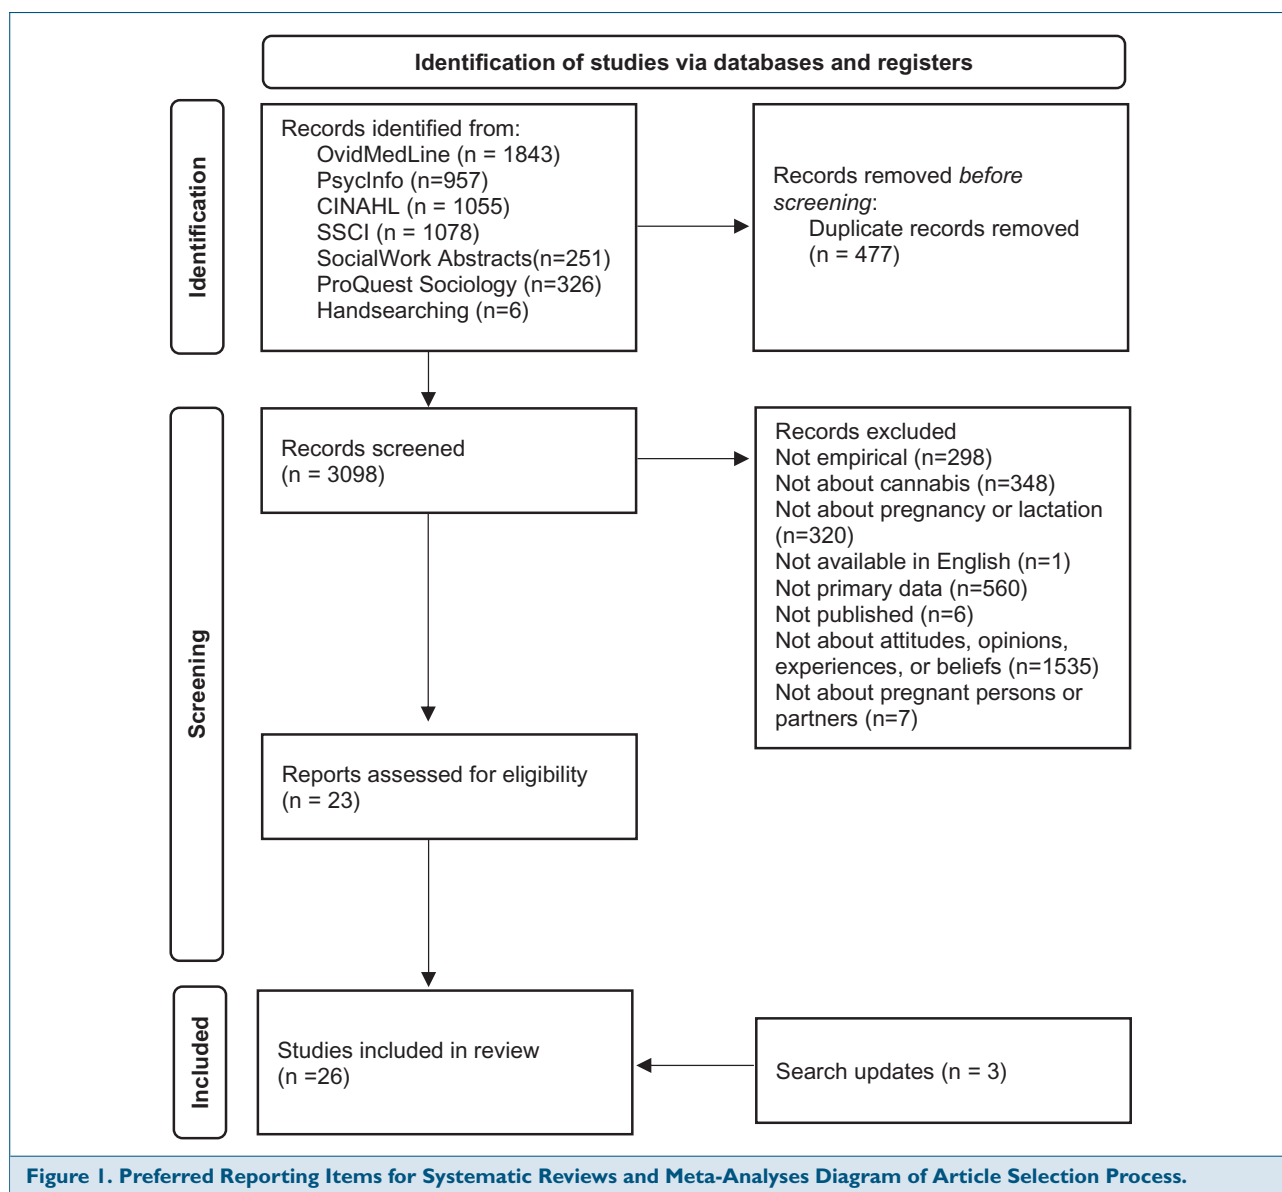 Identification of studies via databases and registers
Identification
Records identified from:
OvidMedLine (n = 1843)
PsycInfo (n=957)
CINAHL (n = 1055)
SSCI (n = 1078)
SocialWork Abstracts(n=251)
ProQuest Sociology (n=326)
Handsearching (n=6)
Records removed before
screening:
Duplicate records removed
(n = 477)
Screening
Records screened
(n = 3098)
Records excluded
Not empirical (n=298)
Not about cannabis (n=348)
Not about pregnancy or lactation
(n=320)
Not available in English (n=1)
Not primary data (n=560)
Not published (n=6)
Not about attitudes, opinions,
experiences, or beliefs (n=1535)
Not about pregnant persons or
partners (n=7)
Reports assessed for eligibility
(n = 23)
Included
Studies included in review
(n =26)
Search updates (n = 3)
Figure 1. Preferred Reporting Items for Systematic Reviews and Meta-Analyses Diagram of Article Selection Process.